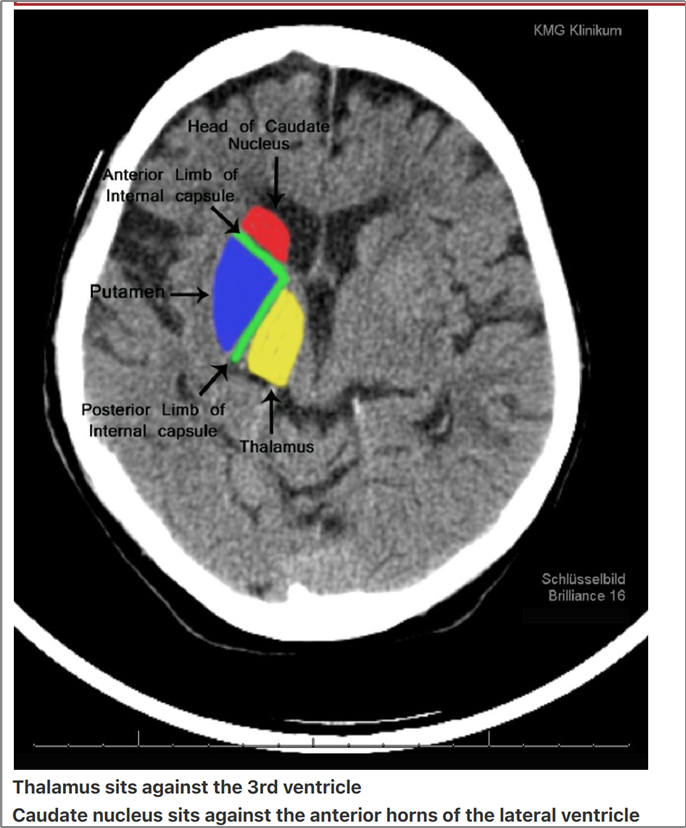 KMG Klinikum
Head of Caudate
Nucleus
Anterior Limb of
Internal capsule
Putamen
Posterior Limb of
Internal capsule
Thalamus
Schlüsselbild
Brilliance 16
Thalamus sits against the 3rd ventricle
Caudate nucleus sits against the anterior horns of the lateral ventricle